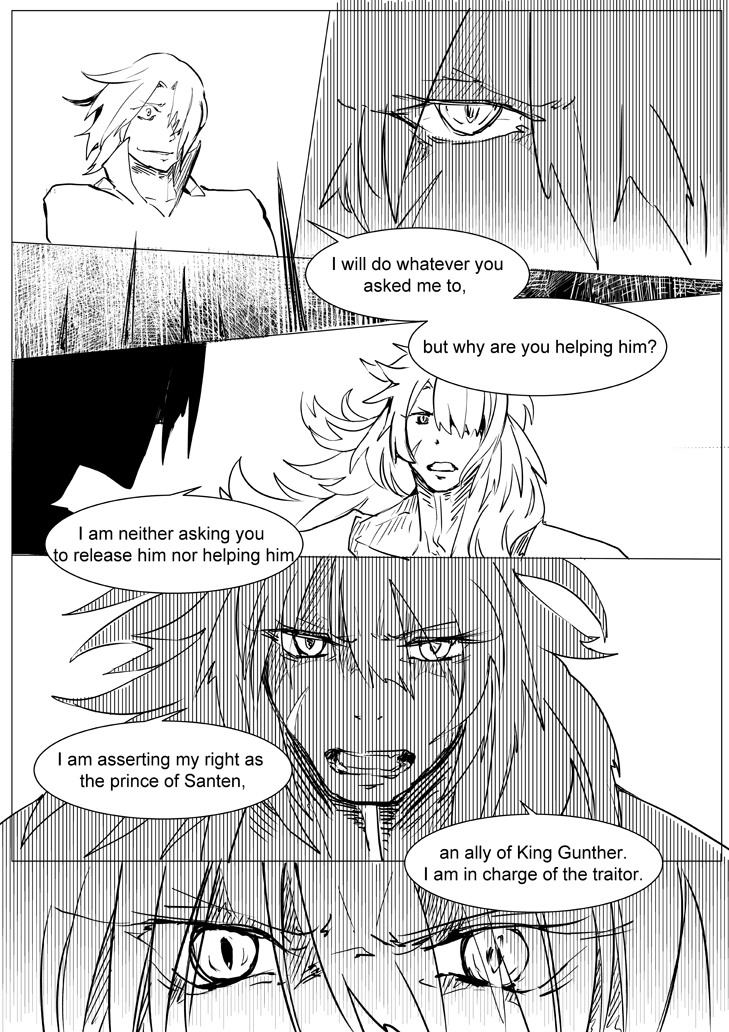 I will do whatever you
asked me to,
but why are you helping him?
I am neither asking you
to release him nor helping him
I am asserting my right as
the prince of Santen,
an ally of King Gunther.
I am in charge of the traitor.